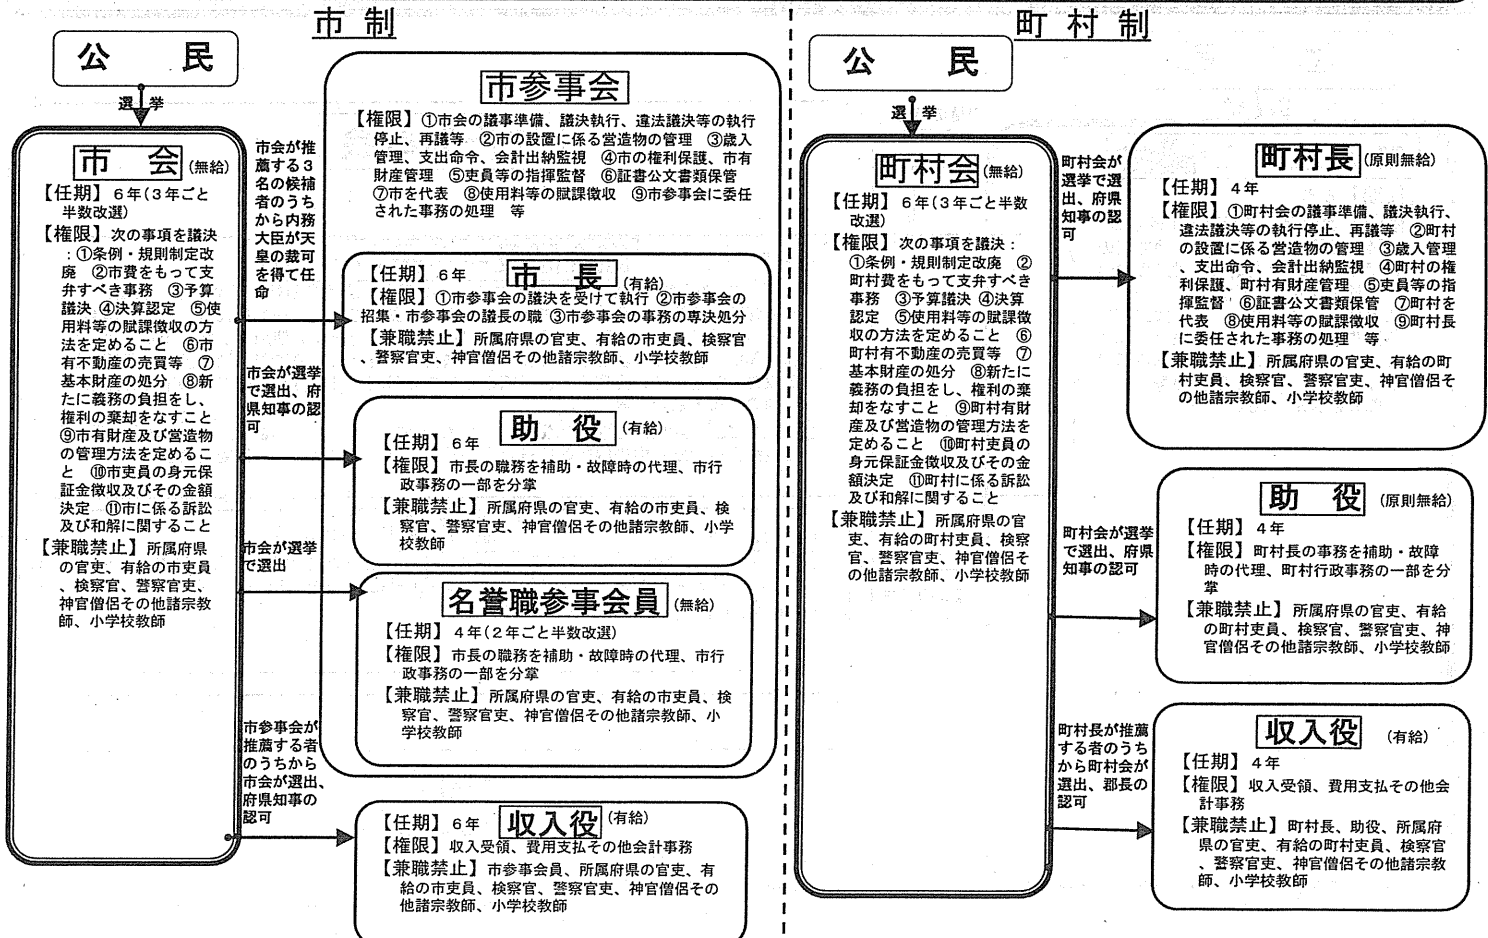 市 制
公 民
選 挙
市 会 (無給)
【任期】6年(3年ごと
半数改選)
【権限】次の事項を議決
:①条例・規則制定改
廃 ②市費をもって支
弁すべき事務 ③予算
議決 ④決算認定 ⑤使
用料等の賦課徴収の方
法を定めること ⑥市
有不動産の売買等 ⑦
基本財産の処分 ⑧新
たに義務の負担をし、
権利の棄却をなすこと
⑨市有財産及び営造物
の管理方法を定めるこ
と ⑩市吏員の身元保
証金徴収及びその金額
決定 ⑪市に係る訴訟
及び和解に関すること
【兼職禁止】所属府県
の官吏、有給の市吏員
、検察官、警察官吏、
神官僧侶その他諸宗教
師、小学校教師
市会が推
薦する3
名の候補
者のうち
から内務
大臣が天
皇の裁可
を得て任
命
市会が選挙
で選出、府
県知事の認
可
市会が選挙
で選出
市参事会が
推薦する者
のうちから
市会が選出、
府県知事の
認可
市参事会
【権限】①市会の議事準備、議決執行、違法議決等の執行
停止、再議等 ②市の設置に係る営造物の管理 ③歳入
管理、支出命令、会計出納監視 ④市の権利保護、市有
財産管理 ⑤吏員等の指揮監督 ⑥証書公文書類保管
⑦市を代表 ⑧使用料等の賦課徴収 ⑨市参事会に委任
された事務の処理 等
市 長 (有給)
【任期】6年
【権限】①市参事会の議決を受けて執行 ②市参事会の
招集・市参事会の議長の職 ③市参事会の事務の専決処分
【兼職禁止】所属府県の官吏、有給の市吏員、検察官
、警察官吏、神官僧侶その他諸宗教師、小学校教師
助 役 (有給)
【任期】6年
【権限】市長の職務を補助・故障時の代理、市行
政事務の一部を分掌
【兼職禁止】所属府県の官吏、有給の市吏員、検
察官、警察官吏、神官僧侶その他諸宗教師、小学
校教師
名誉職参事会員 (無給)
【任期】4年(2年ごと半数改選)
【権限】市長の職務を補助・故障時の代理、市行
政事務の一部を分掌
【兼職禁止】所属府県の官吏、有給の市吏員、検
察官、警察官吏、神官僧侶その他諸宗教師、小
学校教師
収入役 (有給)
【任期】6年
【権限】収入受領、費用支払その他会計事務
【兼職禁止】市参事会員、所属府県の官吏、有
給の市吏員、検察官、警察官吏、神官僧侶その
他諸宗教師、小学校教師
町 村 制
公 民
選 挙
町村会 (無給)
【任期】6年(3年ごと半数
改選)
【権限】次の事項を議決:
①条例・規則制定改廃 ②
町村費をもって支弁すべき
事務 ③予算議決 ④決算
認定 ⑤使用料等の賦課徴
収の方法を定めること ⑥
町村有不動産の売買等 ⑦
基本財産の処分 ⑧新たに
義務の負担をし、権利の棄
却をなすこと ⑨町村有財
産及び営造物の管理方法を
定めること ⑩町村吏員の
身元保証金徴収及びその金
額決定 ⑪町村に係る訴訟
及び和解に関すること
【兼職禁止】所属府県の官
吏、有給の町村吏員、検察
官、警察官吏、神官僧侶そ
の他諸宗教師、小学校教師
町村会が
選挙で選
出、府県
知事の認
可
町村会が選挙
で選出、府県
知事の認可
町村長が推薦
する者のうち
から町村会が
選出、郡長の
認可
町村長 (原則無給)
【任期】4年
【権限】①町村会の議事準備、議決執行、
違法議決等の執行停止、再議等 ②町村
の設置に係る営造物の管理 ③歳入管理
、支出命令、会計出納監視 ④町村の権
利保護、町村有財産管理 ⑤吏員等の指
揮監督 ⑥証書公文書類保管 ⑦町村を
代表 ⑧使用料等の賦課徴収 ⑨町村長
に委任された事務の処理 等
【兼職禁止】所属府県の官吏、有給の町
村吏員、検察官、警察官吏、神官僧侶そ
の他諸宗教師、小学校教師
助 役 (原則無給)
【任期】4年
【権限】町村長の事務を補助・故障
時の代理、町村行政事務の一部を分
掌
【兼職禁止】所属府県の官吏、有給
の町村吏員、検察官、警察官吏、神
官僧侶その他諸宗教師、小学校教師
収入役 (有給)
【任期】4年
【権限】収入受領、費用支払その他会
計事務
【兼職禁止】町村長、助役、所属府
県の官吏、有給の町村吏員、検察官
、警察官吏、神官僧侶その他諸宗教
師、小学校教師